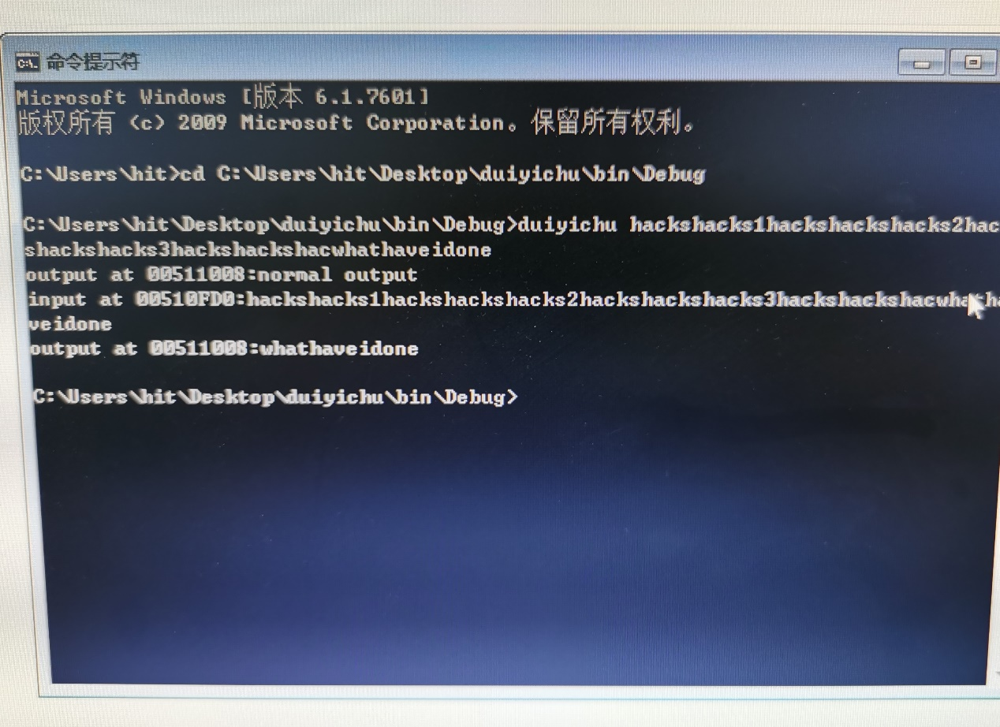 命令提示符
Microsoft Windows [版本 6.1.7601]
版权所有 (c) 2009 Microsoft Corporation。保留所有权利。
C:\Users\hit>cd C:\Users\hit\Desktop\duiyichu\bin\Debug
C:\Users\hit\Desktop\duiyichu\bin\Debug>duiyichu hackshacks1hackshackshacks2hac
shackshacks3hackshackshacwhathaveidone
output at 00511008:normal output
input at 00510FD0:hackshacks1hackshackshacks2hackshackshacks3hackshackshacwhatha
veidone
output at 00511008:whathaveidone
C:\Users\hit\Desktop\duiyichu\bin\Debug>